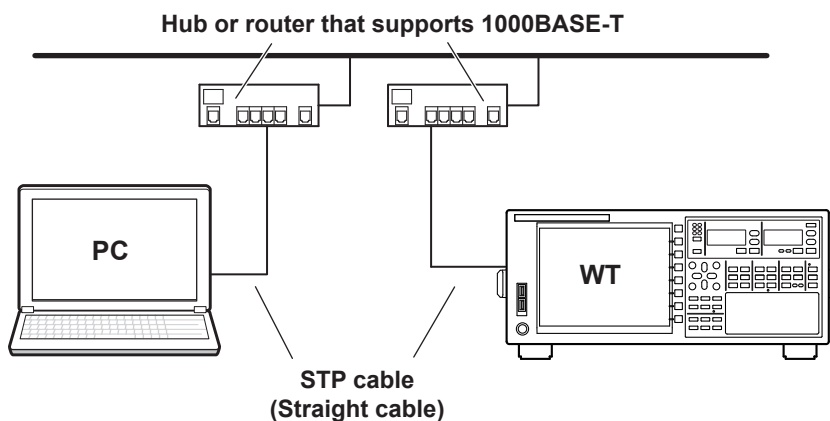 Hub or router that supports 1000BASE-T
PC
WT
STP cable
(Straight cable)